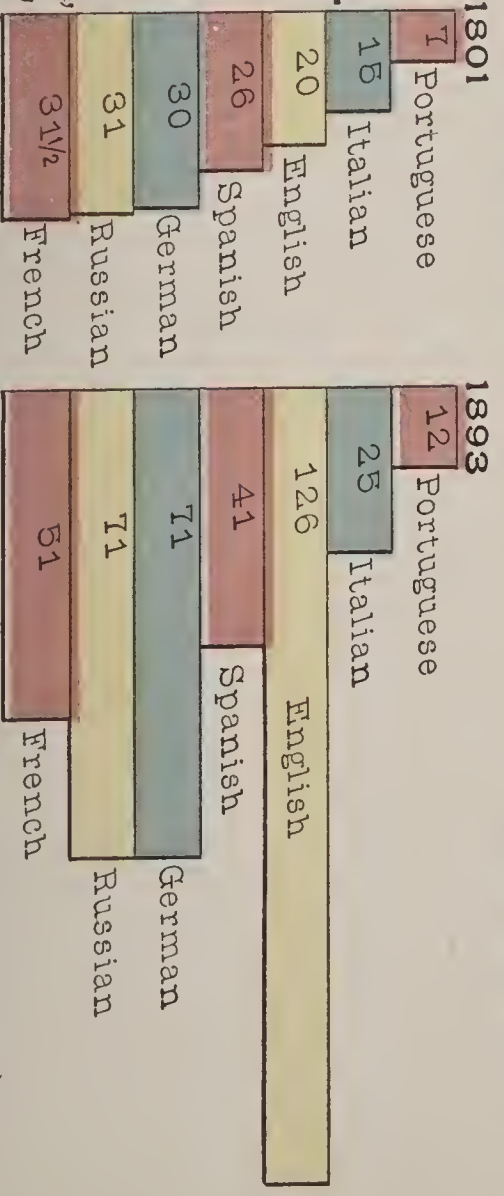 1801
7 Portuguese
15 Italian
20 English
26 Spanish
30 German
31 Russian
31½ French
1893
12 Portuguese
25 Italian
126 English
41 Spanish
71 German
71 Russian
51 French